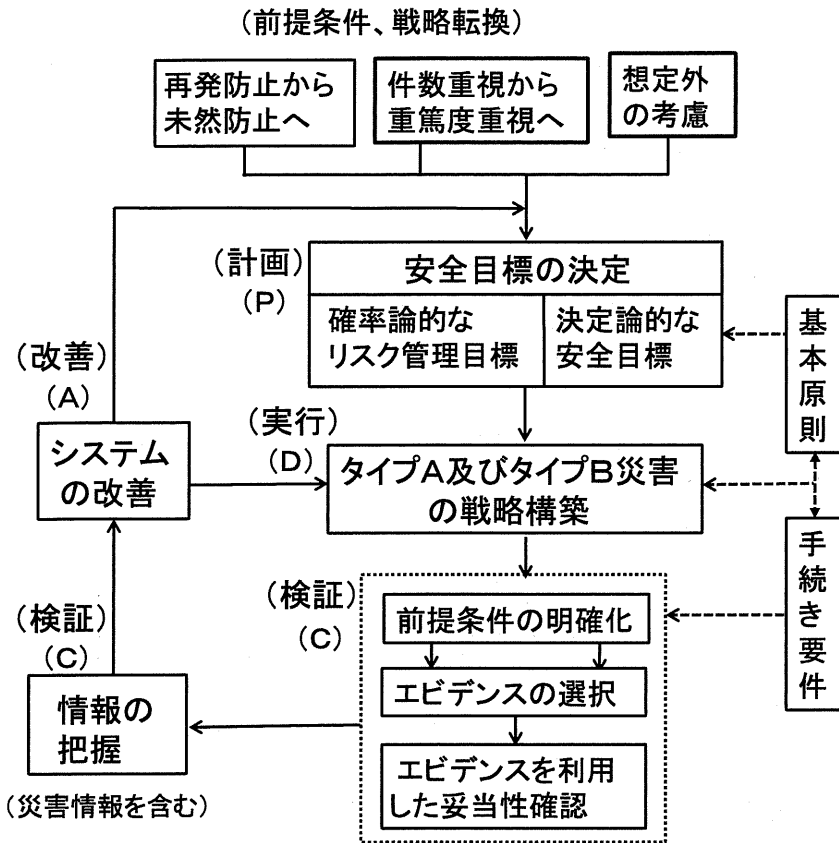 (前提条件、戦略転換)
再発防止から
未然防止へ
件数重視から
重篤度重視へ
想定外
の考慮
(計画)
(P)
安全目標の決定
確率論的な
リスク管理目標
決定論的な
安全目標
基本原則
(改善)
(A)
システム
の改善
(実行)
(D)
タイプA及びタイプB災害
の戦略構築
手続き要件
(検証)
(C)
前提条件の明確化
エビデンスの選択
エビデンスを利用
した妥当性確認
(検証)
(C)
情報の
把握
(災害情報を含む)